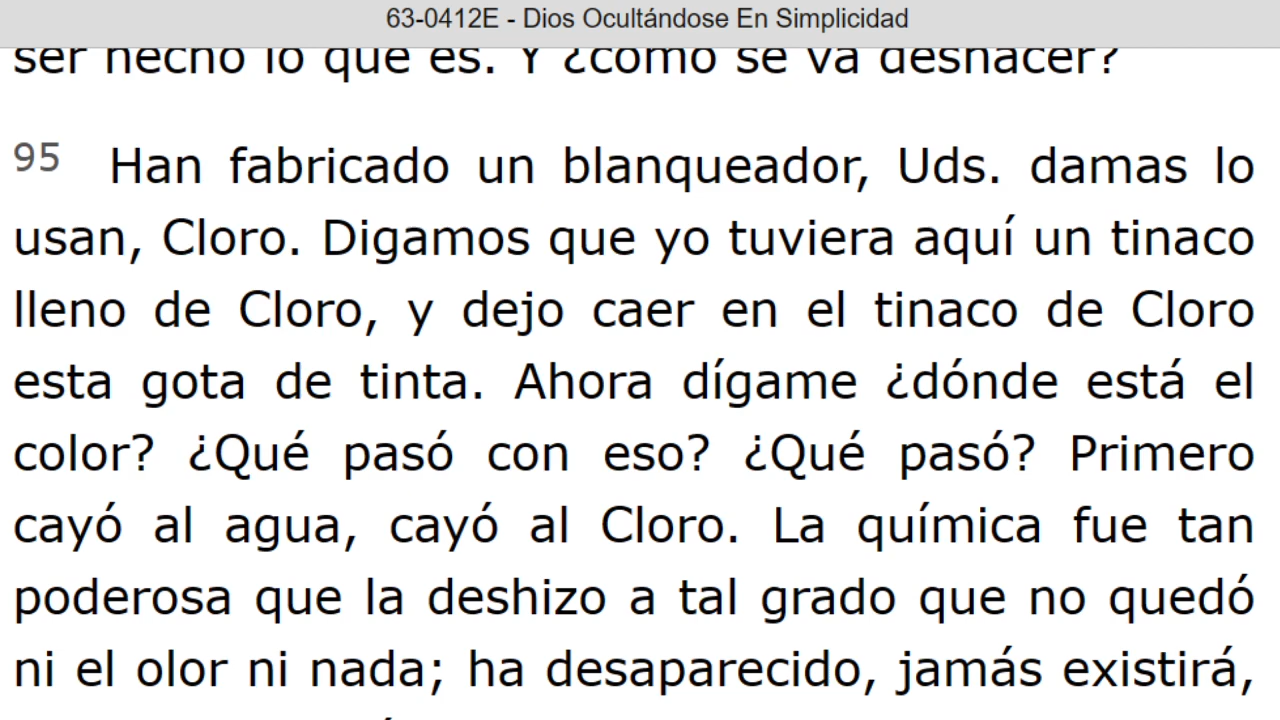 63-0412E - Dios Ocultándose En Simplicidad
ser hecho lo que es. Y ¿cómo se va deshacer?
95 Han fabricado un blanqueador, Uds. damas lo
usan, Cloro. Digamos que yo tuviera aquí un tinaco
lleno de Cloro, y dejo caer en el tinaco de Cloro
esta gota de tinta. Ahora dígame ¿dónde está el
color? ¿Qué pasó con eso? ¿Qué pasó? Primero
cayó al agua, cayó al Cloro. La química fue tan
poderosa que la deshizo a tal grado que no quedó
ni el olor ni nada; ha desaparecido, jamás existirá,